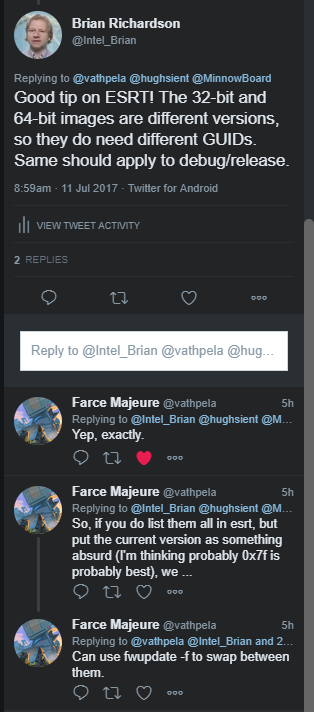 Brian Richardson
@Intel_Brian
Replying to @vathpela @hughsient @MinnowBoard
Good tip on ESRT! The 32-bit and
64-bit images are different versions,
so they do need different GUIDs.
Same should apply to debug/release.
8:59am · 11 Jul 2017 · Twitter for Android
VIEW TWEET ACTIVITY
2 REPLIES
Reply to @Intel_Brian @vathpela @hug...
Farce Majeure @vathpela 5h
Replying to @Intel_Brian @hughsient @M...
Yep, exactly.
Farce Majeure @vathpela 5h
Replying to @Intel_Brian @hughsient @M...
So, if you do list them all in esrt, but
put the current version as something
absurd (I'm thinking probably 0x7f is
probably best), we ...
Farce Majeure @vathpela 5h
Replying to @vathpela @Intel_Brian and 2...
Can use fwupdate -f to swap between
them.